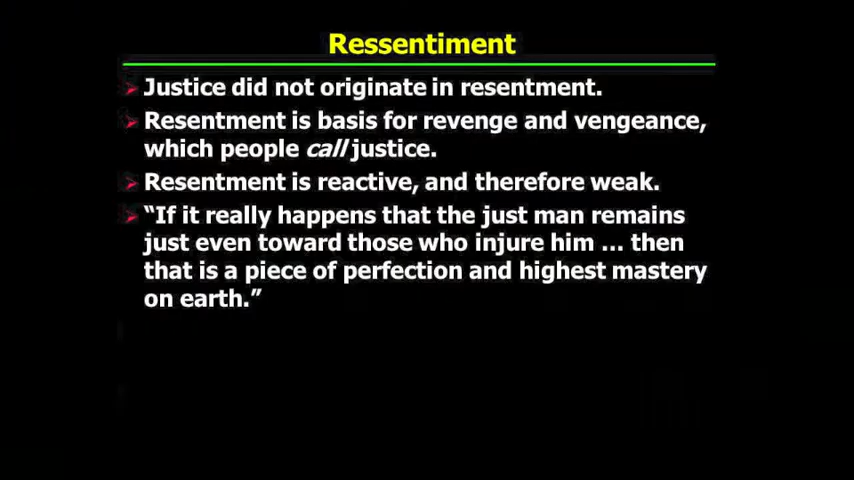 Ressentiment
Justice did not originate in resentment.
Resentment is basis for revenge and vengeance,
which people call justice.
Resentment is reactive, and therefore weak.
“If it really happens that the just man remains
just even toward those who injure him … then
that is a piece of perfection and highest mastery
on earth.”